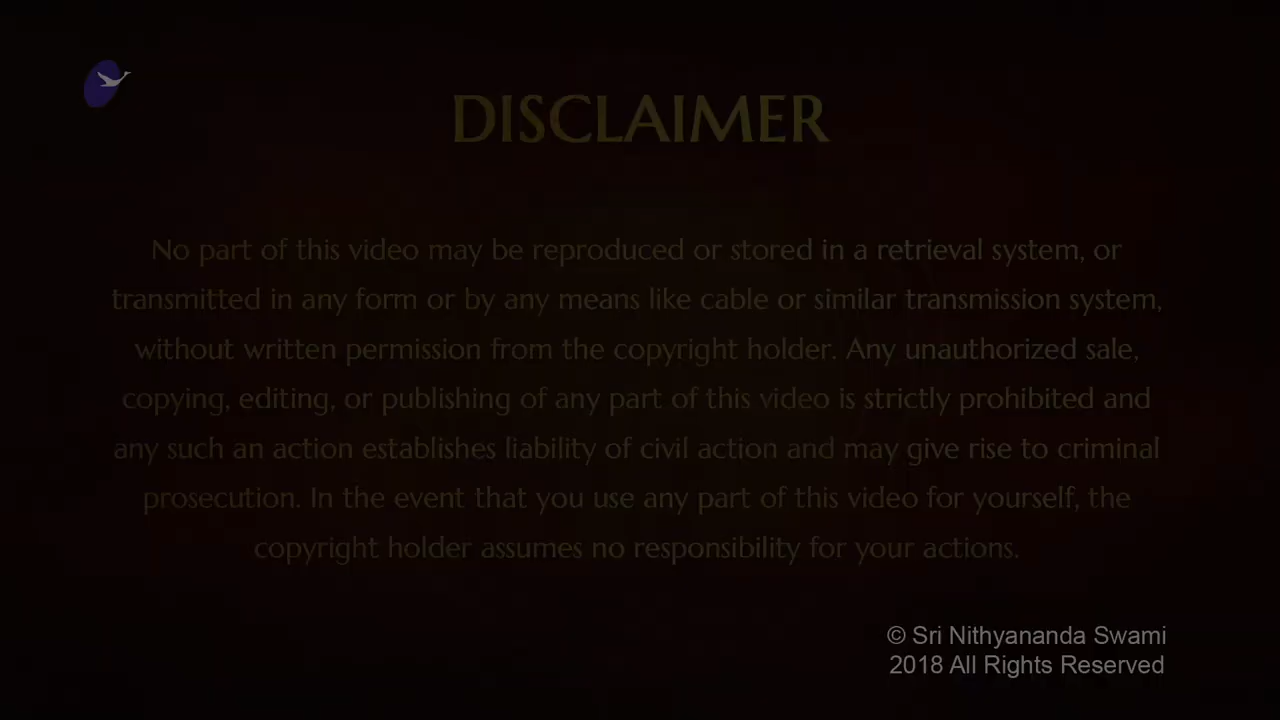 DISCLAIMER
No part of this video may be reproduced or stored in a retrieval system, or
transmitted in any form or by any means like cable or similar transmission system,
without written permission from the copyright holder. Any unauthorized sale,
copying, editing, or publishing of any part of this video is strictly prohibited and
any such an action establishes liability of civil action and may give rise to criminal
prosecution. In the event that you use any part of this video for yourself, the
copyright holder assumes no responsibility for your actions.
© Sri Nithyananda Swami
2018 All Rights Reserved